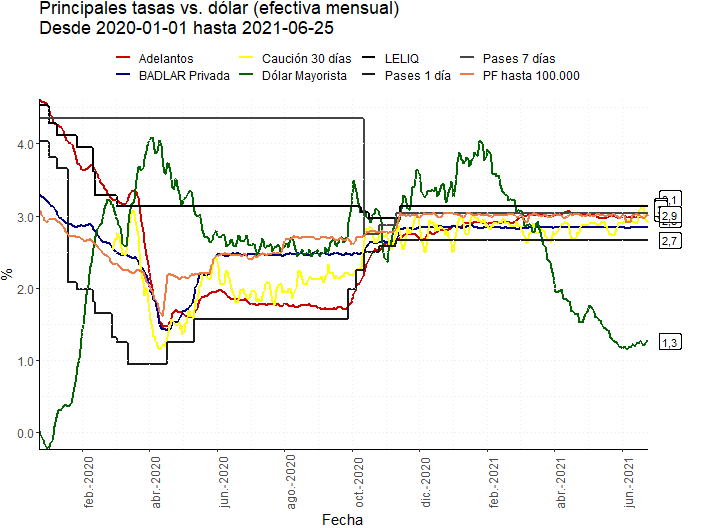 Principales tasas vs. dólar (efectiva mensual)
Desde 2020-01-01 hasta 2021-06-25
Adelantos Caución 30 días LELIQ Pases 7 días
BADLAR Privada Dólar Mayorista Pases 1 día PF hasta 100.000
4.0
3.0
2.0
1.0
0.0
%
3,1
2,9
2,7
1,3
feb.-2020 abr.-2020 jun.-2020 ago.-2020 oct.-2020 dic.-2020 feb.-2021 abr.-2021 jun.-2021
Fecha